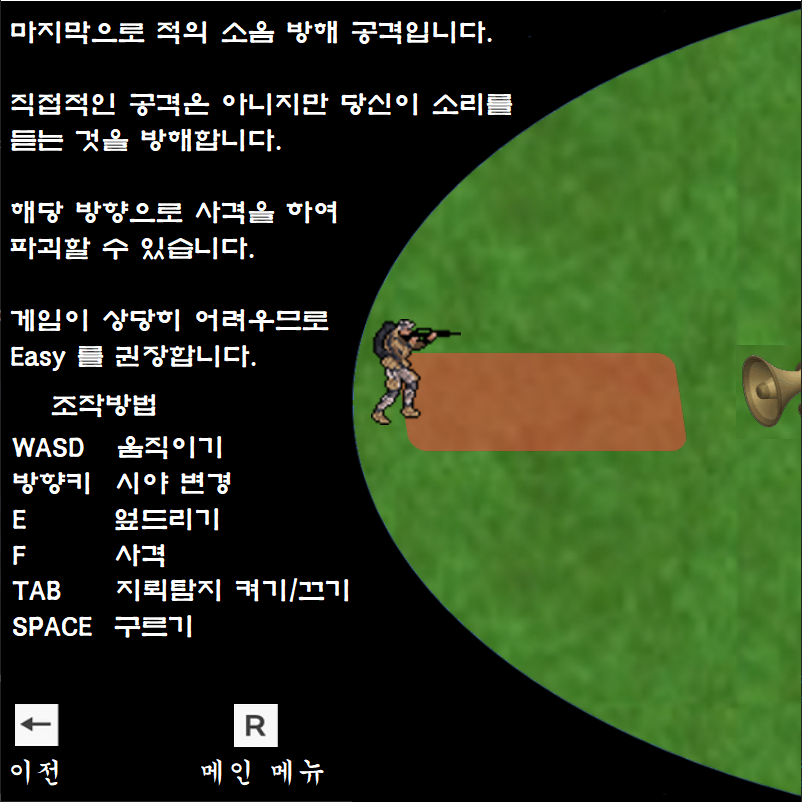 마지막으로 적의 소음 방해 공격입니다.
직접적인 공격은 아니지만 당신이 소리를
듣는 것을 방해합니다.
해당 방향으로 사격을 하여
파괴할 수 있습니다.
게임이 상당히 어려우므로
Easy 를 권장합니다.
조작방법
WASD 움직이기
방향키 시야 변경
E 엎드리기
F 사격
TAB 지뢰탐지 켜기/끄기
SPACE 구르기
← R
이전 메인 메뉴